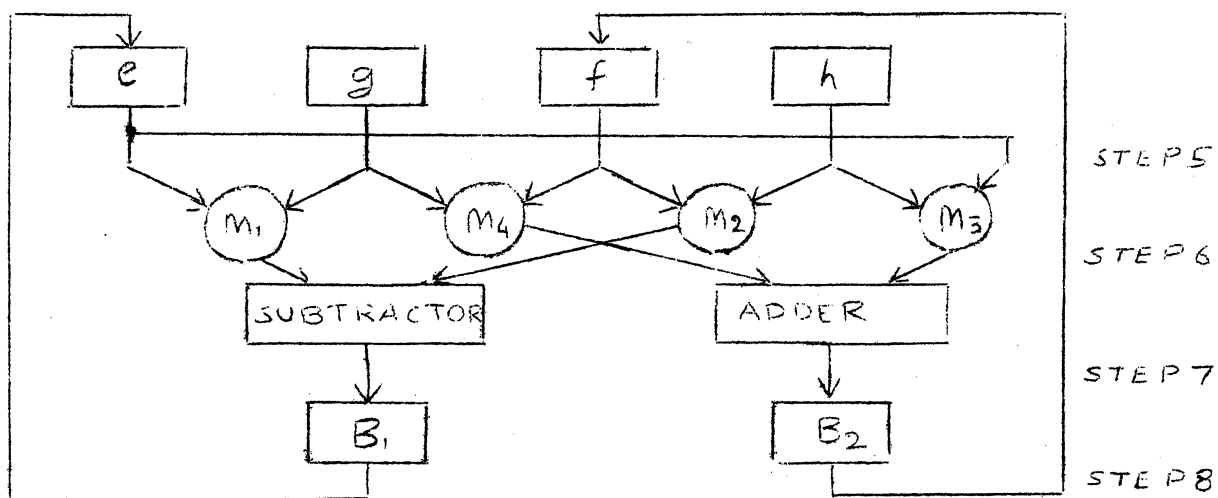 e g f h
STEP 5
M1 M4 M2 M3
STEP 6
SUBTRACTOR ADDER
STEP 7
B1 B2
STEP 8